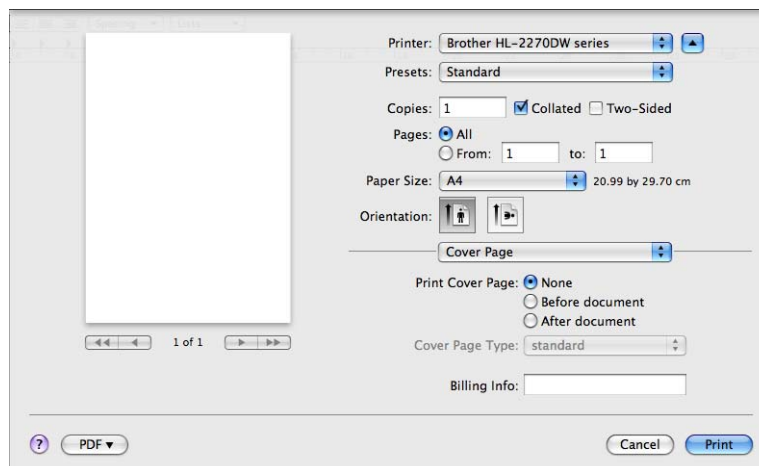 Spacing Lists
Printer: Brother HL-2270DW series
Presets: Standard
Copies: 1 Collated Two-Sided
Pages: All
From: 1 to: 1
Paper Size: A4 20.99 by 29.70 cm
Orientation:
Cover Page
Print Cover Page: None
Before document
After document
1 of 1
Cover Page Type: standard
Billing Info:
? PDF Cancel Print